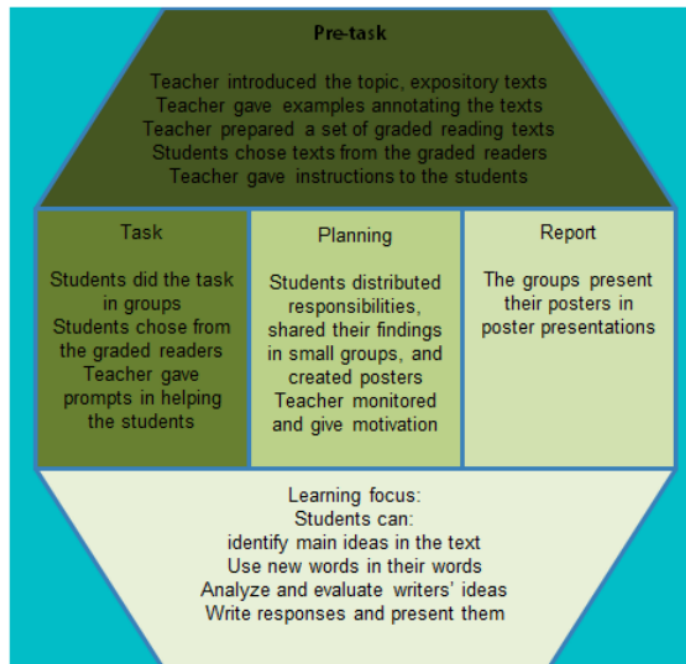 Pre-task
Teacher introduced the topic, expository texts
Teacher gave examples annotating the texts
Teacher prepared a set of graded reading texts
Students chose texts from the graded readers
Teacher gave instructions to the students
Task
Students did the task
in groups
Students chose from
the graded readers
Teacher gave
prompts in helping
the students
Planning
Students distributed
responsibilities,
shared their findings
in small groups, and
created posters
Teacher monitored
and give motivation
Report
The groups present
their posters in
poster presentations
Learning focus:
Students can:
identify main ideas in the text
Use new words in their words
Analyze and evaluate writers’ ideas
Write responses and present them